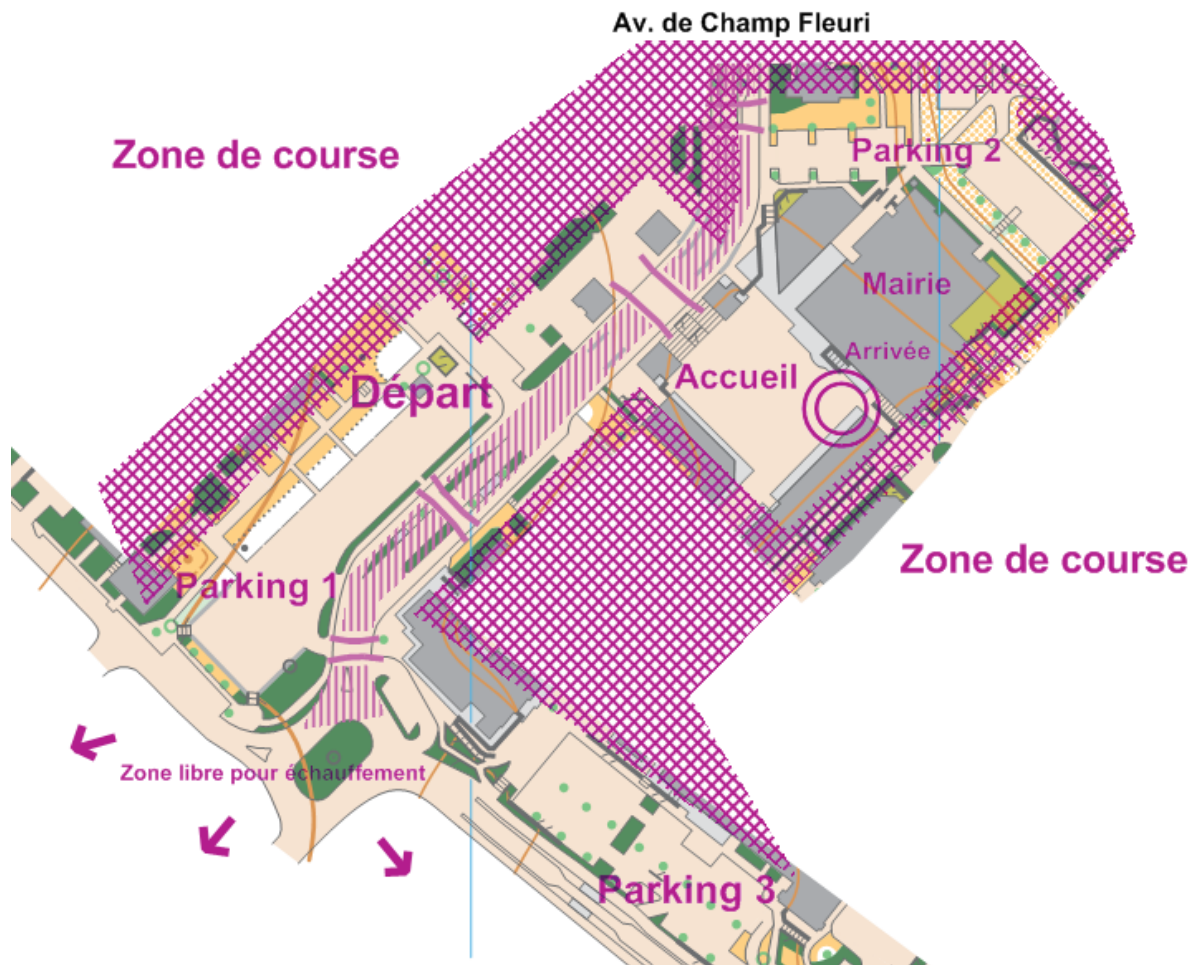 Av. de Champ Fleuri
Zone de course
Parking 2
Mairie
Arrivée
Accueil
Départ
Zone de course
Parking 1
Zone libre pour échauffement
Parking 3